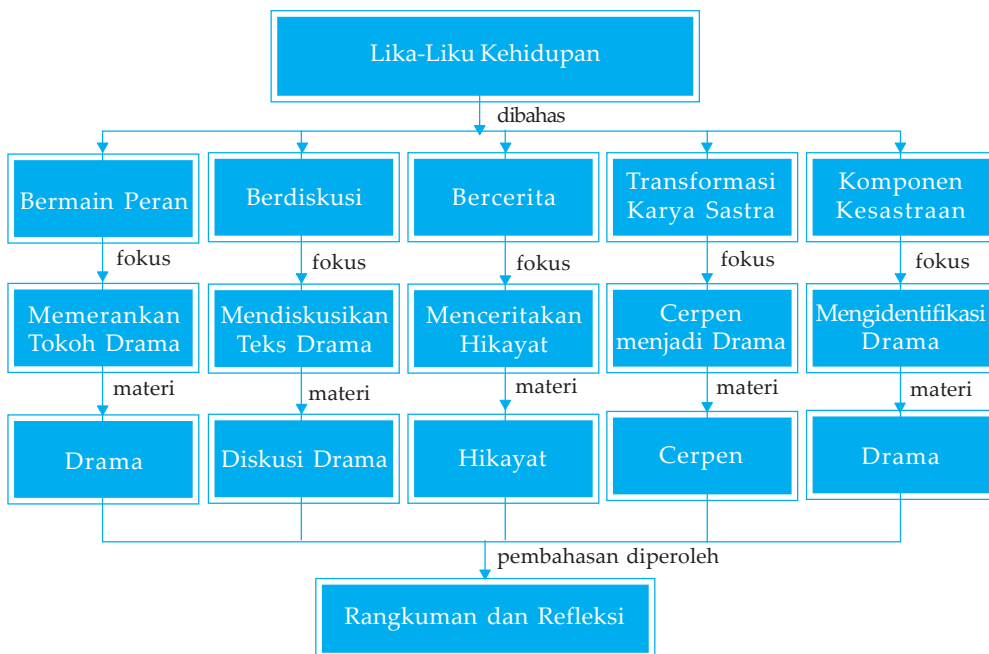 Lika-Liku Kehidupan
dibahas
Bermain Peran
Berdiskusi
Bercerita
Transformasi
Karya Sastra
Komponen
Kesastraan
fokus
fokus
fokus
fokus
fokus
Memerankan
Tokoh Drama
Mendiskusikan
Teks Drama
Menceritakan
Hikayat
Cerpen
menjadi Drama
Mengidentifikasi
Drama
materi
materi
materi
materi
materi
Drama
Diskusi Drama
Hikayat
Cerpen
Drama
pembahasan diperoleh
Rangkuman dan Refleksi